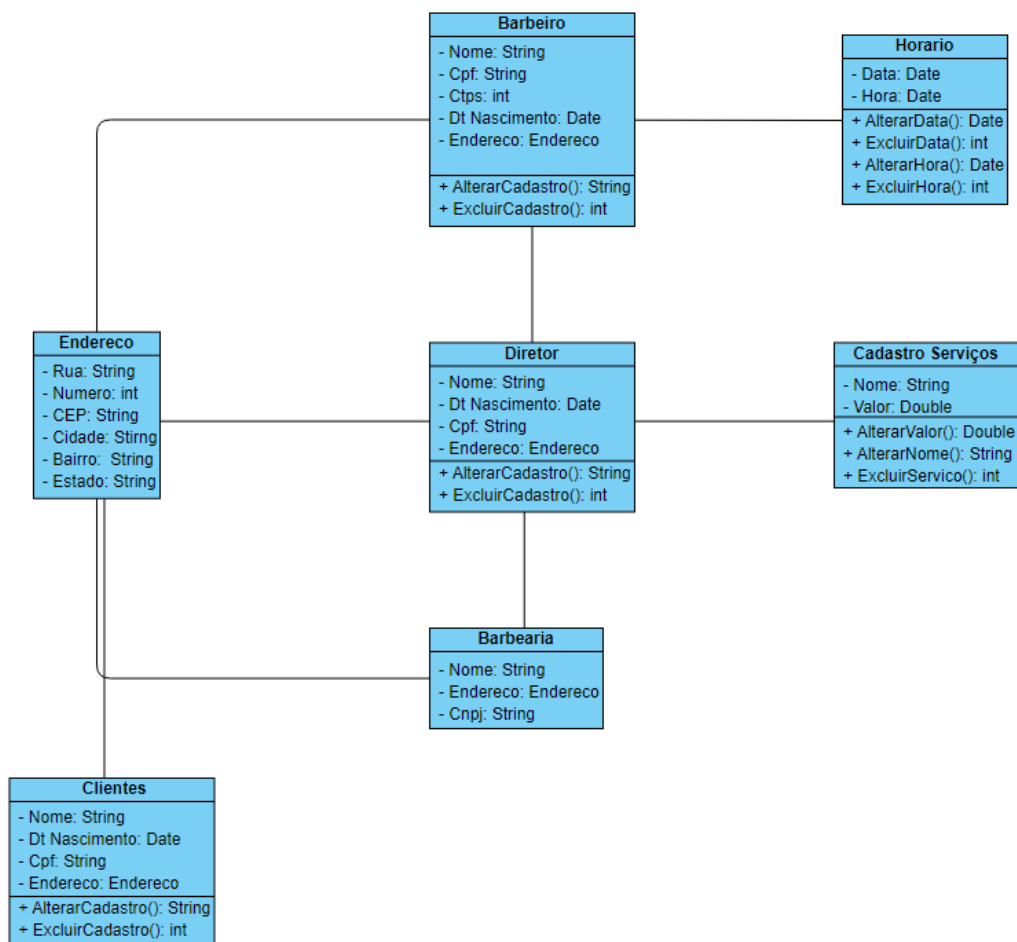 Barbeiro
- Nome: String
- Cpf: String
- Ctps: int
- Dt Nascimento: Date
- Endereco: Endereco
+ AlterarCadastro(): String
+ ExcluirCadastro(): int
Horario
- Data: Date
- Hora: Date
+ AlterarData(): Date
+ ExcluirData(): int
+ AlterarHora(): Date
+ ExcluirHora(): int
Endereco
- Rua: String
- Numero: int
- CEP: String
- Cidade: Stirng
- Bairro: String
- Estado: String
Diretor
- Nome: String
- Dt Nascimento: Date
- Cpf: String
- Endereco: Endereco
+ AlterarCadastro(): String
+ ExcluirCadastro(): int
Cadastro Serviços
- Nome: String
- Valor: Double
+ AlterarValor(): Double
+ AlterarNome(): String
+ ExcluirServico(): int
Barbearia
- Nome: String
- Endereco: Endereco
- Cnpj: String
Clientes
- Nome: String
- Dt Nascimento: Date
- Cpf: String
- Endereco: Endereco
+ AlterarCadastro(): String
+ ExcluirCadastro(): int